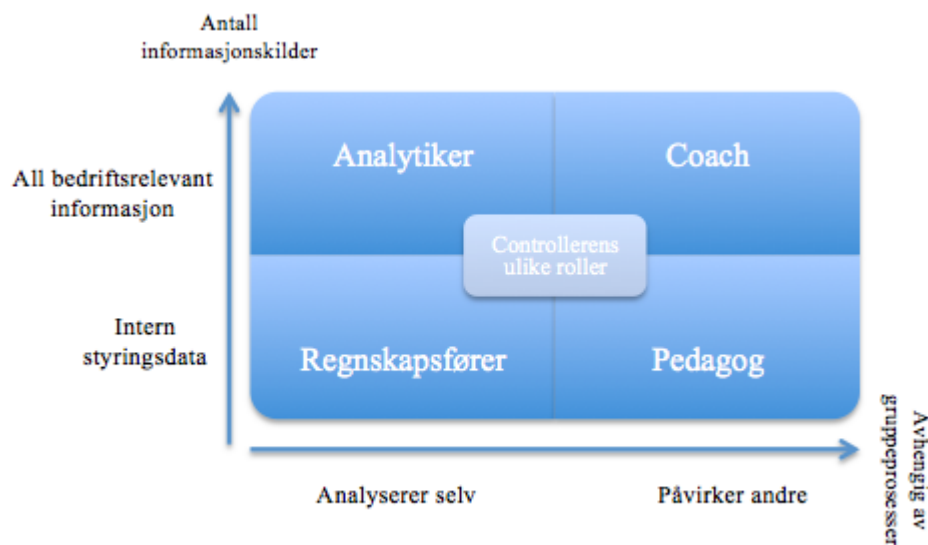 Antall
informasjonskilder
Analytiker
Coach
All bedriftsrelevant
informasjon
Controllerens
ulike roller
Intern
styringsdata
Regnskapsfører
Pedagog
Avhengig av
gruppeprosesser
Analyserer selv
Påvirker andre